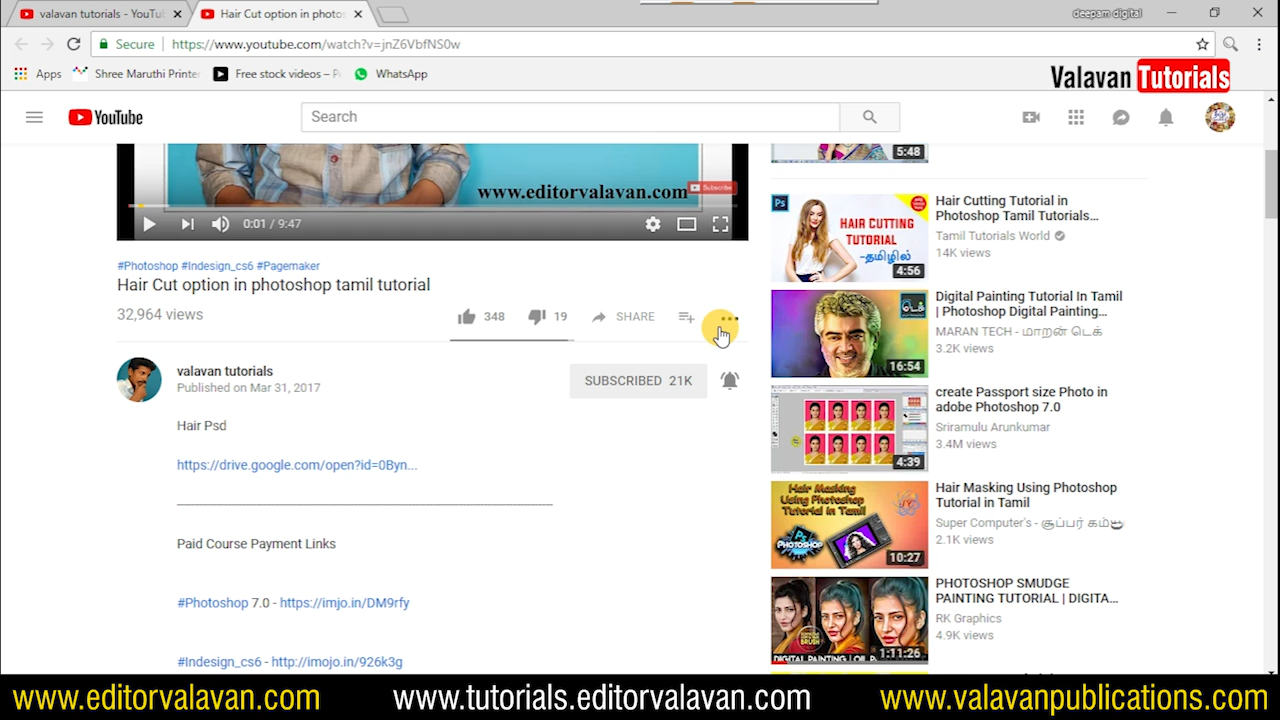 valavan tutorials - YouTu
Hair Cut option in photos
deepam digital
Secure
https://www.youtube.com/watch?v=jnZ6VbfNS0w
Apps
Shree Maruthi Printer
Free stock videos – P
WhatsApp
Valavan Tutorials
YouTube
Search
www.editorvalavan.com
Subscribe
0:01 / 9:47
#Photoshop #Indesign_cs6 #Pagemaker
Hair Cut option in photoshop tamil tutorial
32,964 views
348
19
SHARE
valavan tutorials
Published on Mar 31, 2017
SUBSCRIBED 21K
Hair Psd
https://drive.google.com/open?id=0Byn...
Paid Course Payment Links
#Photoshop 7.0 - https://imjo.in/DM9rfy
#Indesign_cs6 - http://imojo.in/926k3g
5:48
Ps
HAIR CUTTING
TUTORIAL
-தமிழில்
4:56
Hair Cutting Tutorial in
Photoshop Tamil Tutorials...
Tamil Tutorials World
14K views
டெக்
16:54
Digital Painting Tutorial In Tamil
| Photoshop Digital Painting...
MARAN TECH - மாறன் டெக்
3.2K views
4:39
create Passport size Photo in
adobe Photoshop 7.0
Sriramulu Arunkumar
3.4M views
Hair Masking
Using Photoshop
Tutorial in Tamil
Ps
PHOTOSHOP
10:27
Hair Masking Using Photoshop
Tutorial in Tamil
Super Computer's - சூப்பர் கம்
2.1K views
DIGITAL PAINTING | OIL P
1:11:26
PHOTOSHOP SMUDGE
PAINTING TUTORIAL | DIGITA...
RK Graphics
4.9K views
www.editorvalavan.com
www.tutorials.editorvalavan.com
www.valavanpublications.com